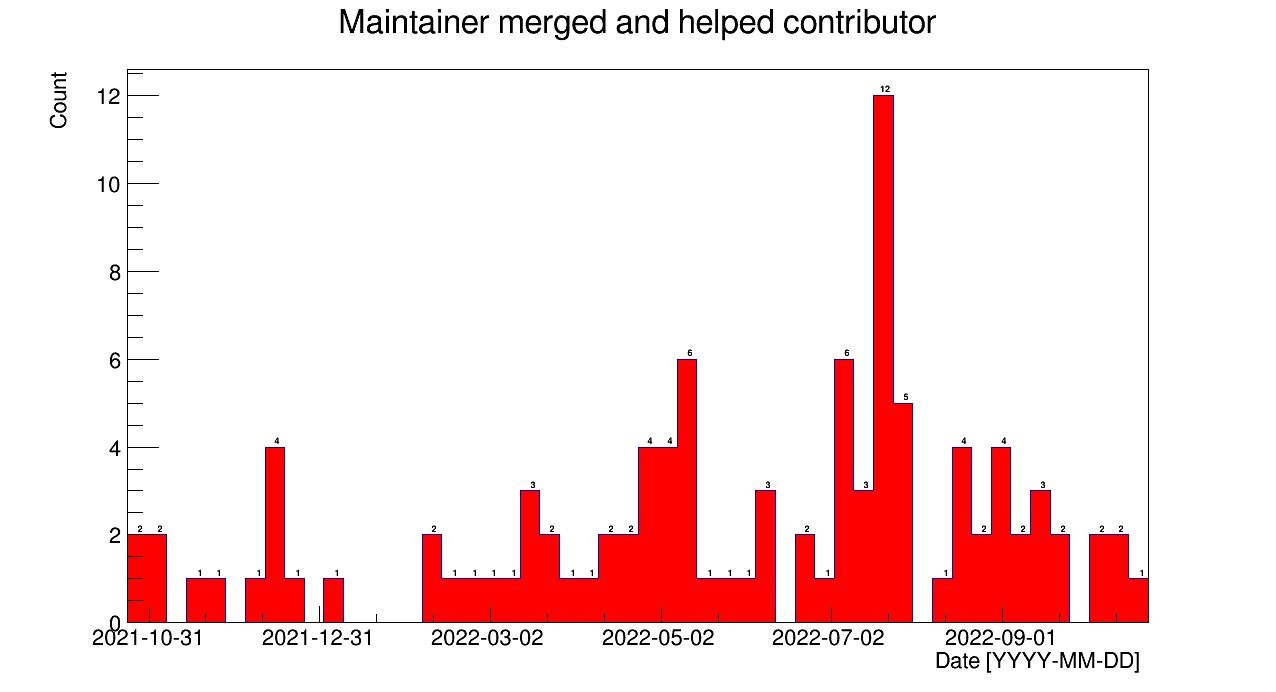 Maintainer merged and helped contributor
Count
12
10
8
6
4
2
0
2 2 1 1 1 4 1 1 2 1 1 1 1 3 2 1 1 2 2 4 4 6 1 1 1 3 2 1 6 3 12 5 1 4 2 4 2 3 2 2 2 1
2021-10-31 2021-12-31 2022-03-02 2022-05-02 2022-07-02 2022-09-01
Date [YYYY-MM-DD]